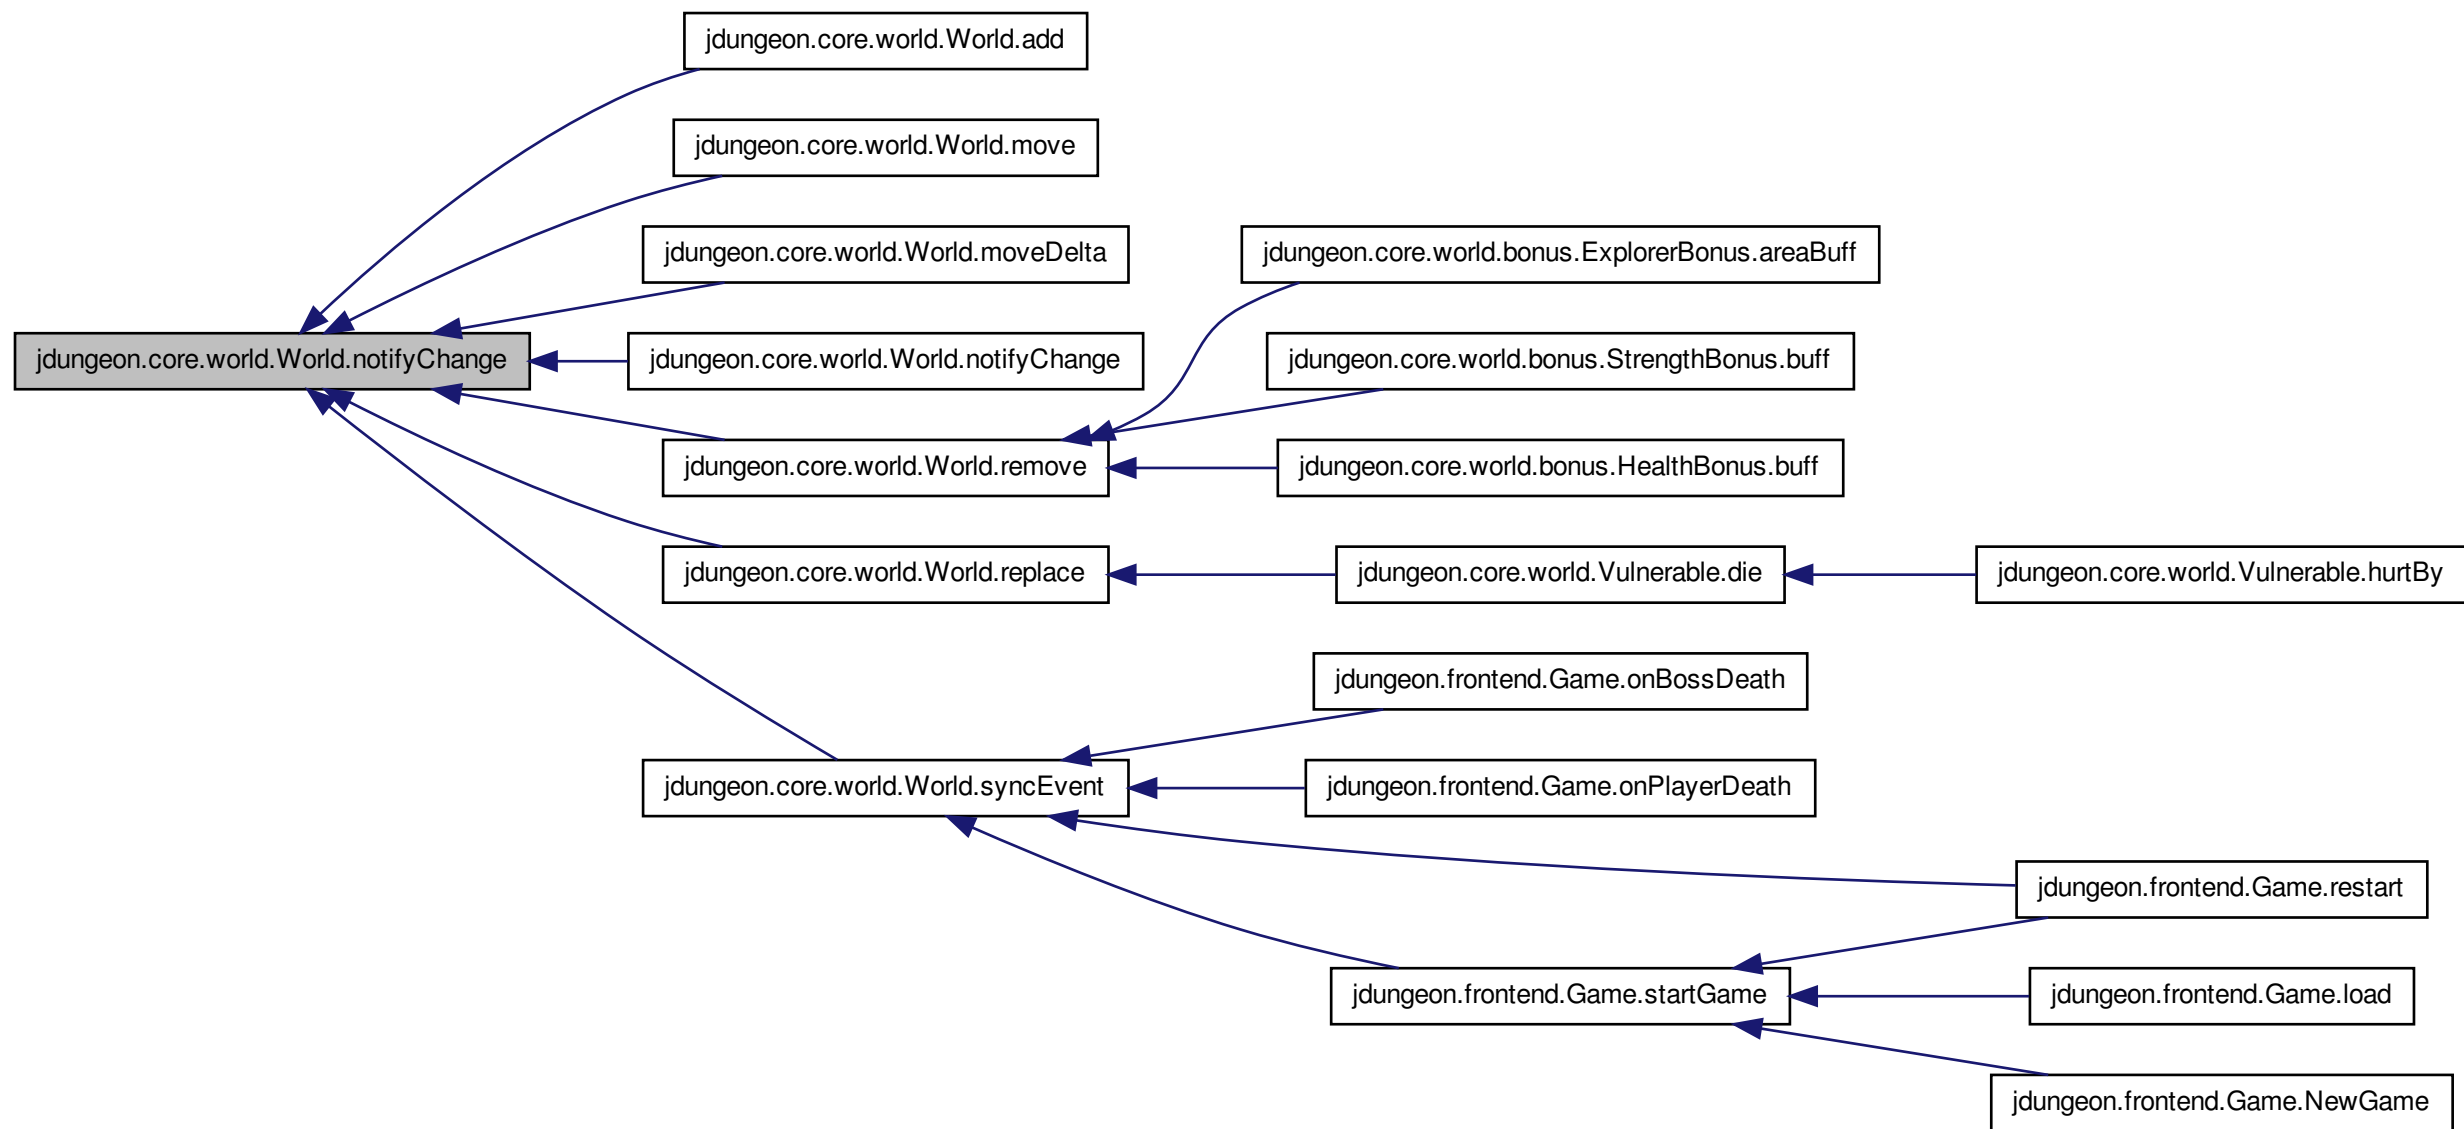 jdungeon.core.world.World.add
jdungeon.core.world.World.move
jdungeon.core.world.World.moveDelta
jdungeon.core.world.bonus.ExplorerBonus.areaBuff
jdungeon.core.world.World.notifyChange
jdungeon.core.world.World.notifyChange
jdungeon.core.world.bonus.StrengthBonus.buff
jdungeon.core.world.World.remove
jdungeon.core.world.bonus.HealthBonus.buff
jdungeon.core.world.World.replace
jdungeon.core.world.Vulnerable.die
jdungeon.core.world.Vulnerable.hurtBy
jdungeon.frontend.Game.onBossDeath
jdungeon.core.world.World.syncEvent
jdungeon.frontend.Game.onPlayerDeath
jdungeon.frontend.Game.restart
jdungeon.frontend.Game.startGame
jdungeon.frontend.Game.load
jdungeon.frontend.Game.NewGame